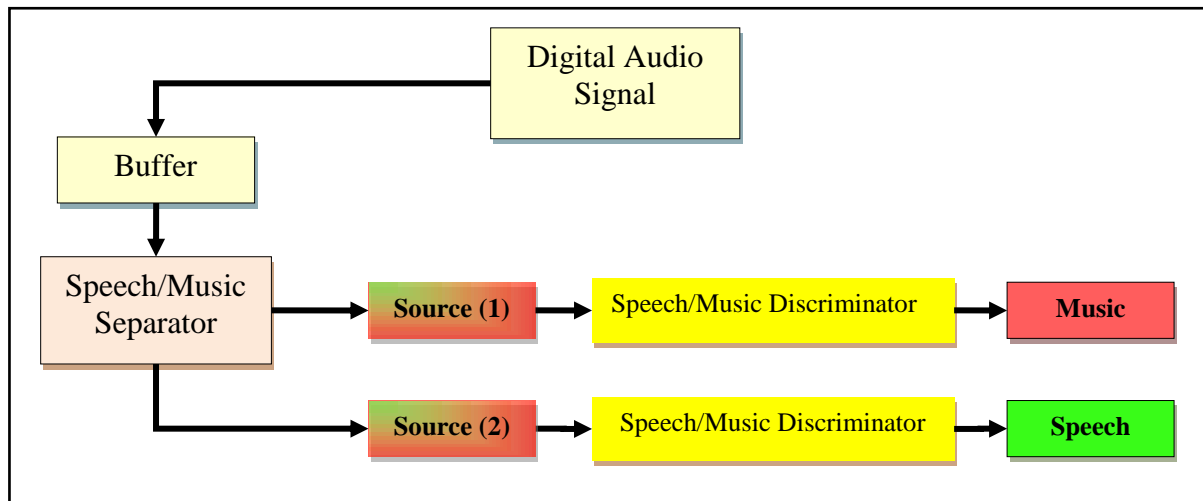 Digital Audio
Signal
Buffer
Speech/Music
Separator
Source (1)
Speech/Music Discriminator
Music
Source (2)
Speech/Music Discriminator
Speech